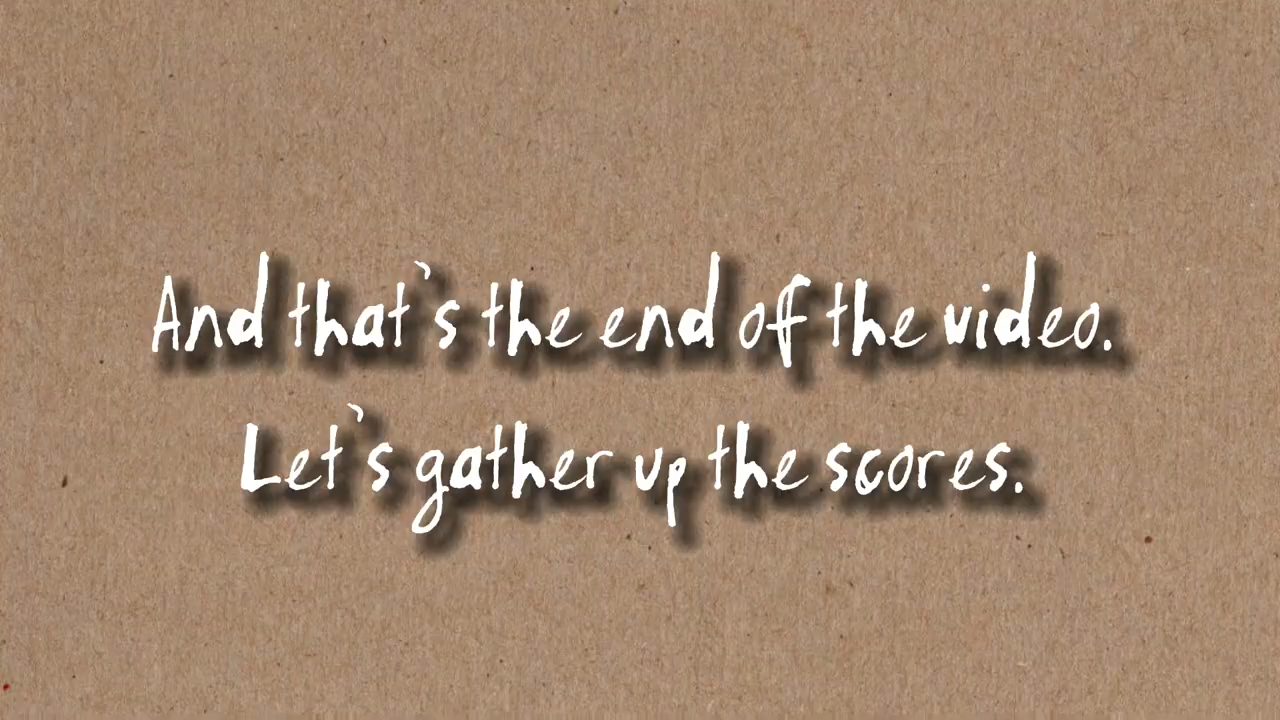 And that's the end of the video.
Let's gather up the scores.